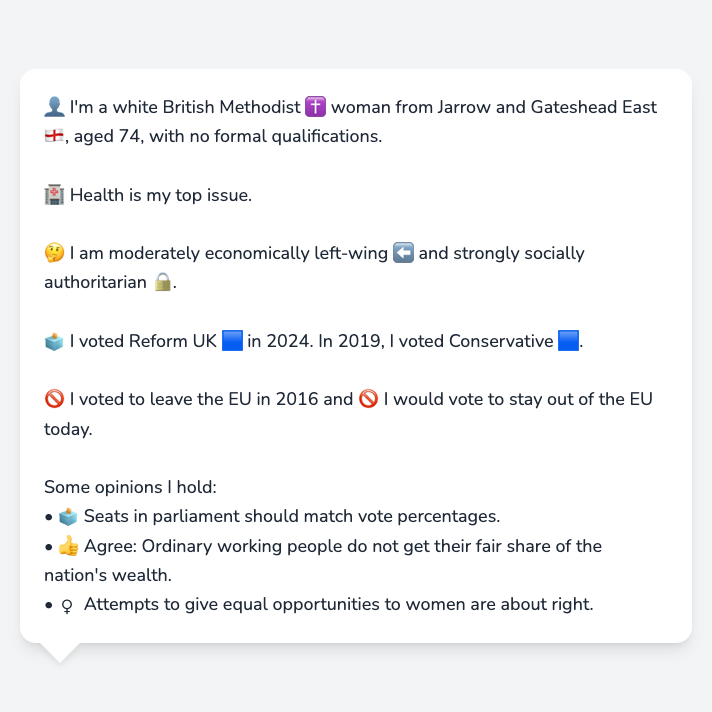 👤 I'm a white British Methodist ✝️ woman from Jarrow and Gateshead East
🏴󠁧󠁢󠁥󠁮󠁧󠁿, aged 74, with no formal qualifications.
🏥 Health is my top issue.
🤔 I am moderately economically left-wing ⬅️ and strongly socially
authoritarian 🔒.
🗳️ I voted Reform UK 🟦 in 2024. In 2019, I voted Conservative 🟦.
🚫 I voted to leave the EU in 2016 and 🚫 I would vote to stay out of the EU
today.
Some opinions I hold:
• 🗳️ Seats in parliament should match vote percentages.
• 👍 Agree: Ordinary working people do not get their fair share of the
nation's wealth.
• ♀ Attempts to give equal opportunities to women are about right.